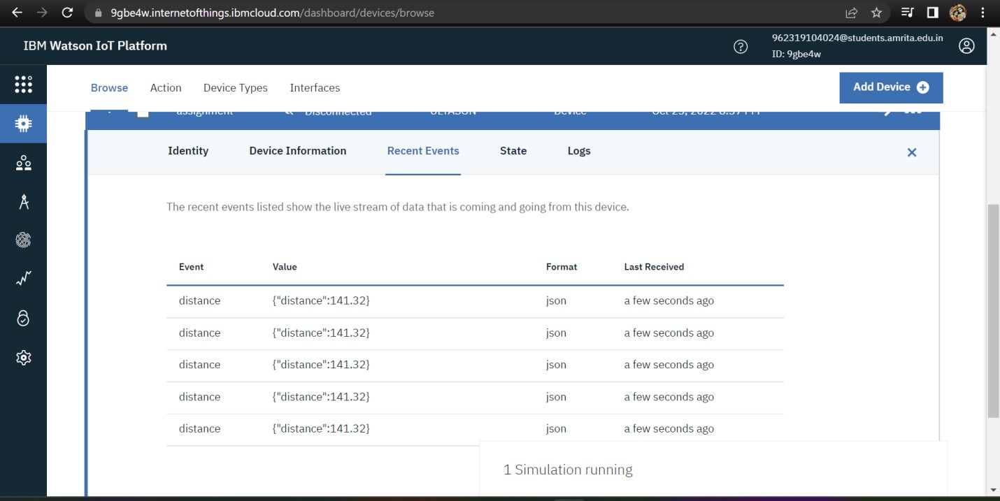 9gbe4w.internetofthings.ibmcloud.com/dashboard/devices/browse
IBM Watson IoT Platform
962319104024@students.amrita.edu.in
ID: 9gbe4w
Browse Action Device Types Interfaces
Add Device
assignment Disconnected ULTASON Device Oct 25, 2022 8:57 PM
Identity Device Information Recent Events State Logs
The recent events listed show the live stream of data that is coming and going from this device.
Event Value Format Last Received
distance {"distance":141.32} json a few seconds ago
distance {"distance":141.32} json a few seconds ago
distance {"distance":141.32} json a few seconds ago
distance {"distance":141.32} json a few seconds ago
distance {"distance":141.32} json a few seconds ago
1 Simulation running